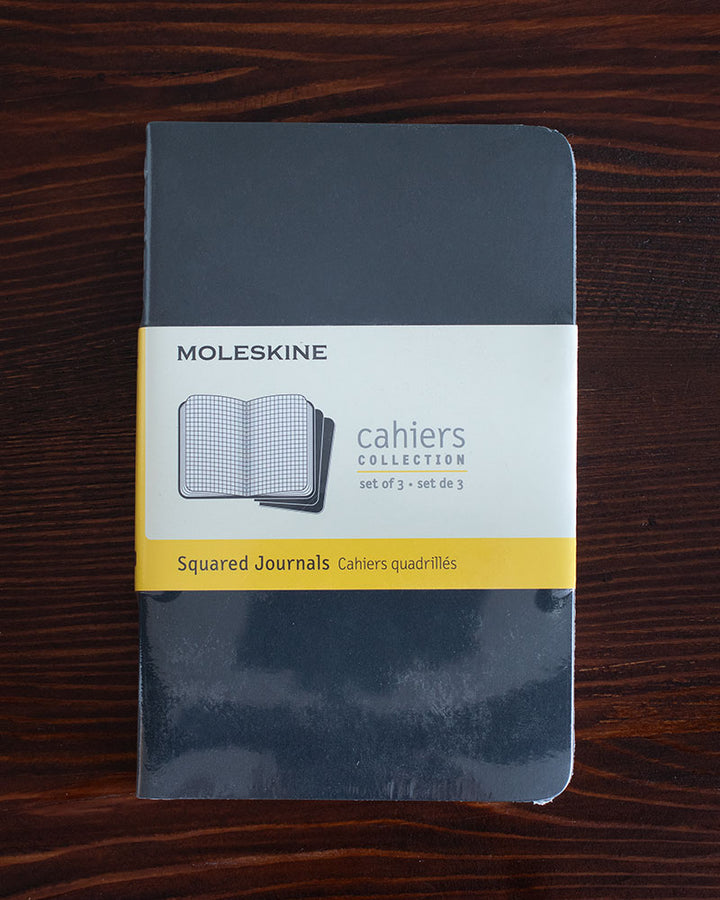 MOLESKINE
cahiers
COLLECTION
set of 3 • set de 3
Squared Journals Cahiers quadrillés